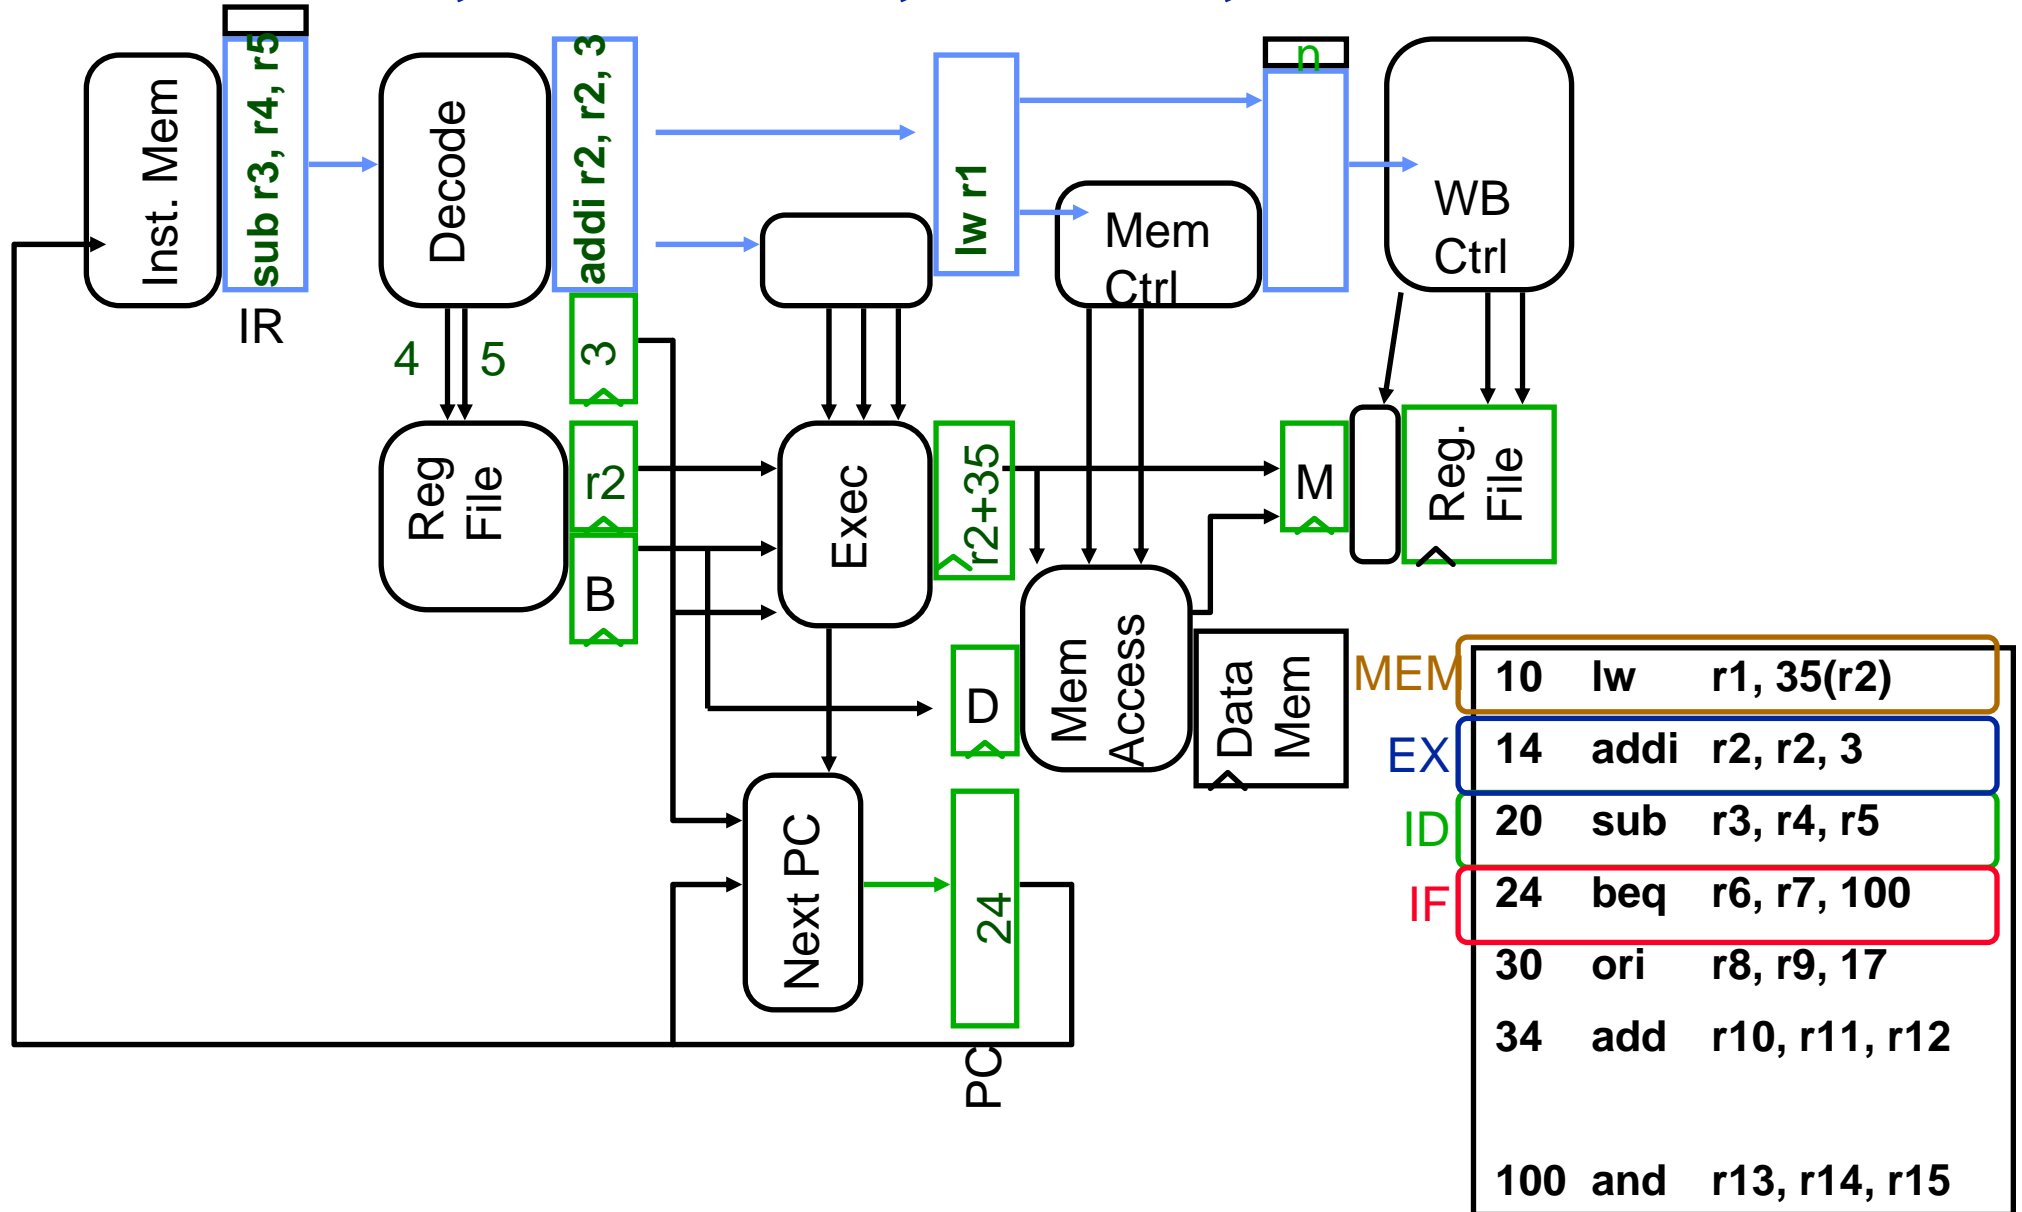 n
Inst. Mem
sub r3, r4, r5
Decode
addi r2, r2, 3
lw r1
Mem
Ctrl
WB
Ctrl
IR
4
5
3
Reg
File
r2
B
Exec
r2+35
M
Reg.
File
D
Mem
Access
Data
Mem
Next PC
24
PC
MEM 10 lw r1, 35(r2)
EX 14 addi r2, r2, 3
ID 20 sub r3, r4, r5
IF 24 beq r6, r7, 100
30 ori r8, r9, 17
34 add r10, r11, r12
100 and r13, r14, r15